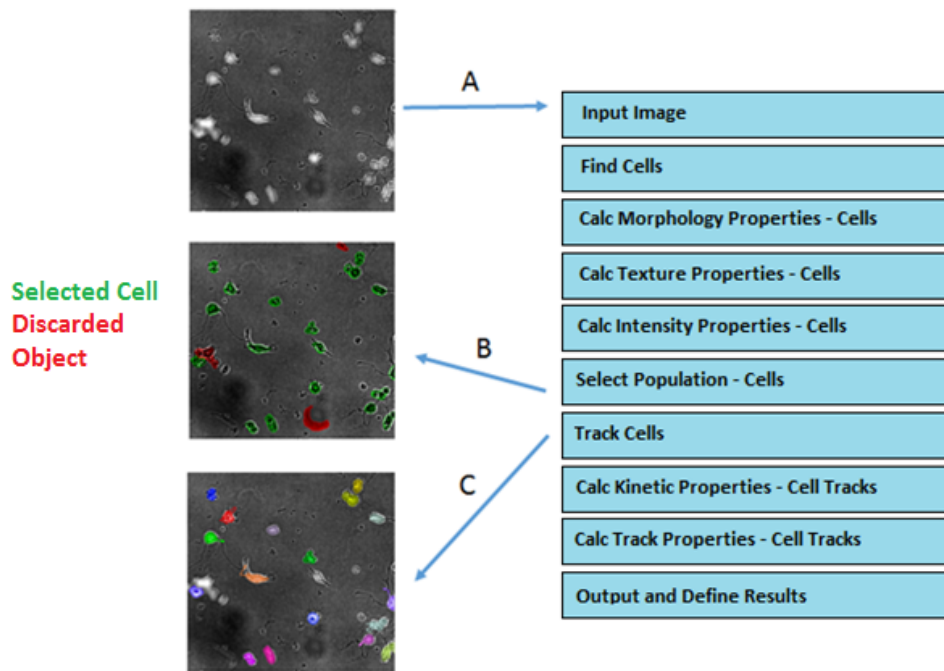 A
Input Image
Find Cells
Calc Morphology Properties - Cells
Calc Texture Properties - Cells
Selected Cell
Discarded
Object
Calc Intensity Properties - Cells
B
Select Population - Cells
Track Cells
C
Calc Kinetic Properties - Cell Tracks
Calc Track Properties - Cell Tracks
Output and Define Results